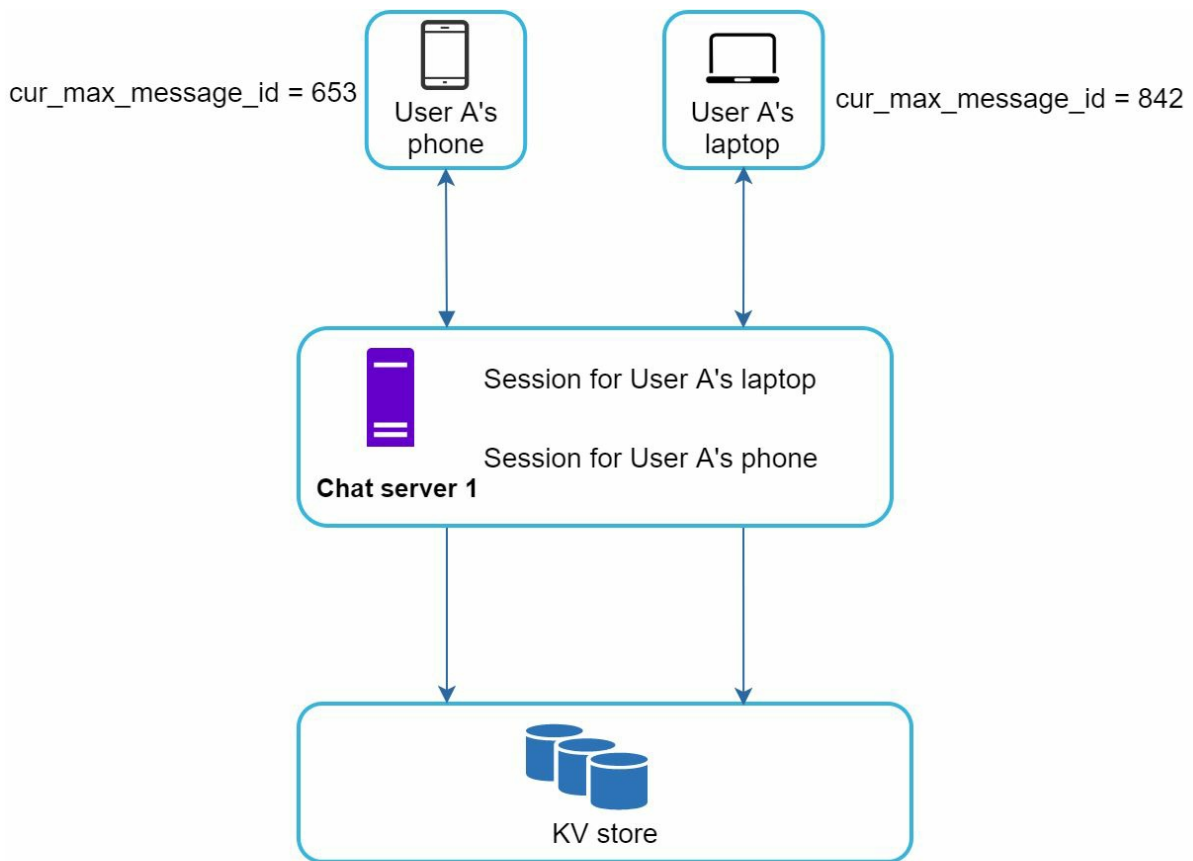 cur_max_message_id = 653
User A's
phone
User A's
laptop
cur_max_message_id = 842
Session for User A's laptop
Session for User A's phone
Chat server 1
KV store